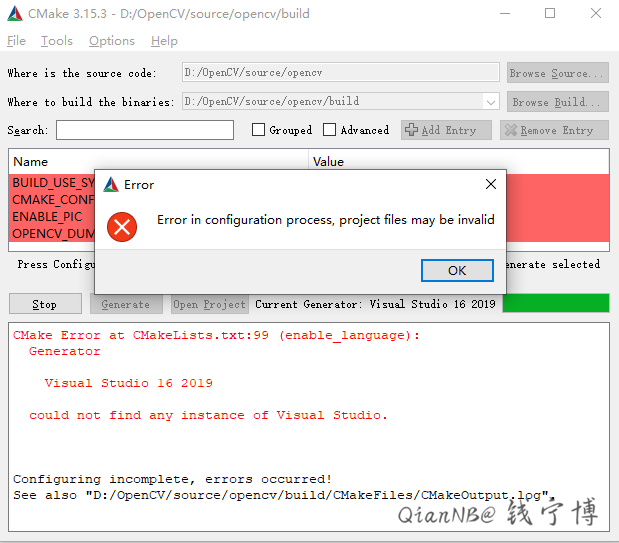 CMake 3.15.3 - D:/OpenCV/source/opencv/build
File Tools Options Help
Where is the source code: D:/OpenCV/source/opencv Browse Source...
Where to build the binaries: D:/OpenCV/source/opencv/build Browse Build...
Search: Grouped Advanced Add Entry Remove Entry
Name Value
BUILD_USE_SY
CMAKE_CONF
ENABLE_PIC
OPENCV_DUM
Error
Error in configuration process, project files may be invalid
OK
Press Configu enerate selected
Stop Generate Open Project Current Generator: Visual Studio 16 2019
CMake Error at CMakeLists.txt:99 (enable_language):
Generator
Visual Studio 16 2019
could not find any instance of Visual Studio.
Configuring incomplete, errors occurred!
See also "D:/OpenCV/source/opencv/build/CMakeFiles/CMakeOutput.log".
QianNB@ 钱宁博